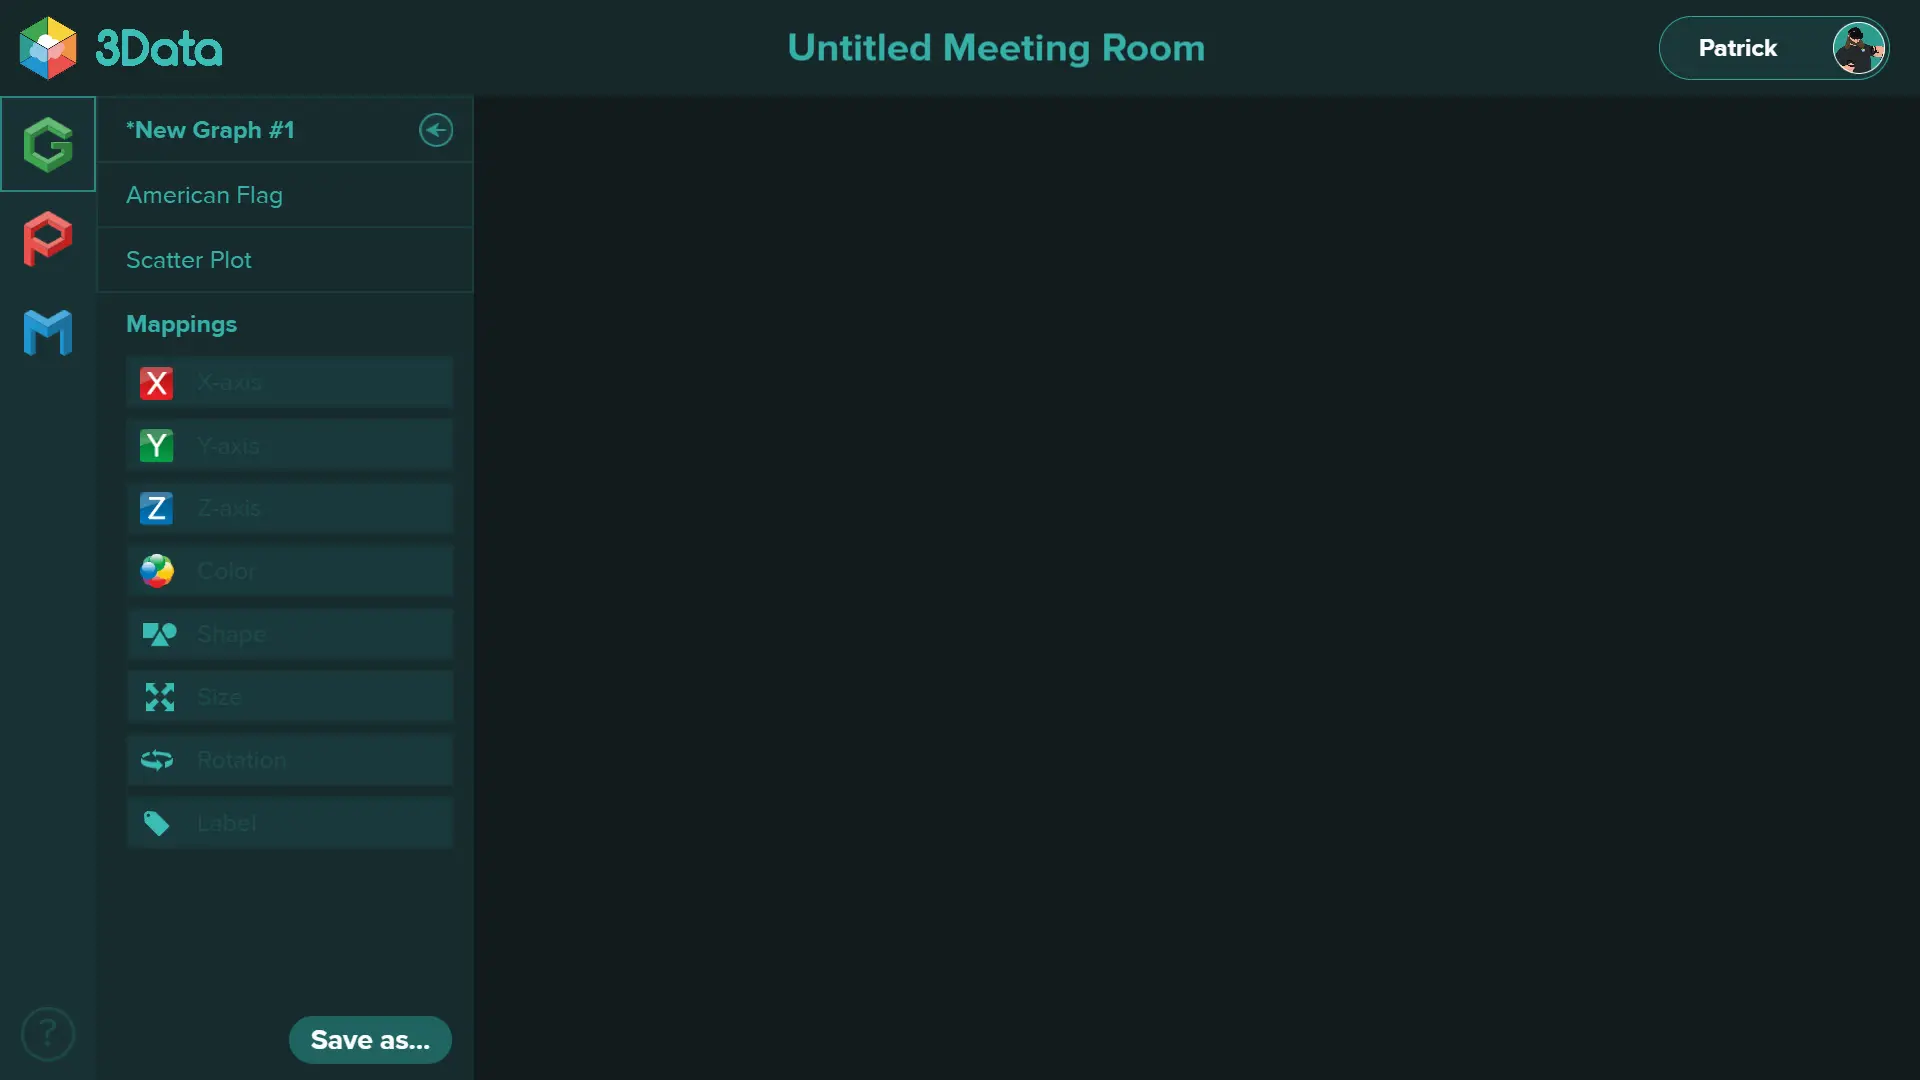 3Data
Untitled Meeting Room
Patrick
*New Graph #1
American Flag
Scatter Plot
Mappings
X X-axis
Y Y-axis
Z Z-axis
Color
Shape
Size
Rotation
Label
?
Save as...